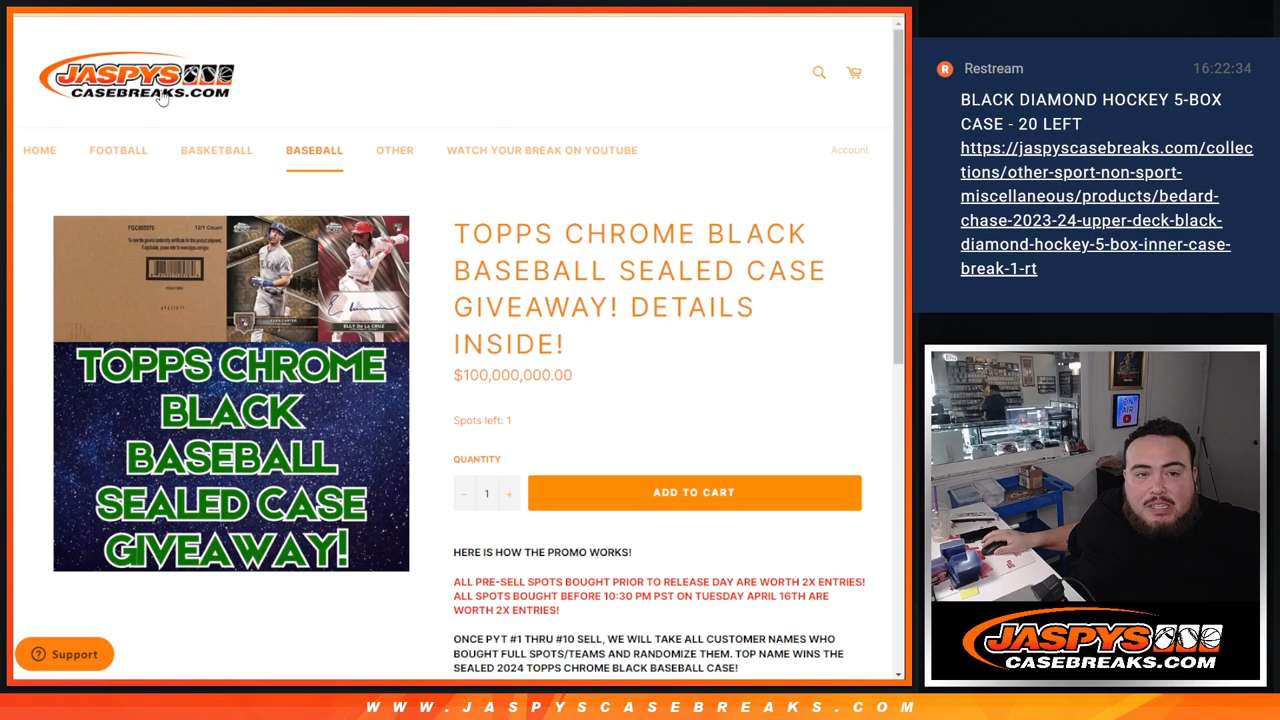 JASPYS
CASEBREAKS.COM
HOME
FOOTBALL
BASKETBALL
BASEBALL
OTHER
WATCH YOUR BREAK ON YOUTUBE
Account
TOPPS CHROME
BLACK
BASEBALL
SEALED CASE
GIVEAWAY!
TOPPS CHROME BLACK
BASEBALL SEALED CASE
GIVEAWAY! DETAILS
INSIDE!
$100,000,000.00
Spots left: 1
QUANTITY
− 1 +
ADD TO CART
HERE IS HOW THE PROMO WORKS!
ALL PRE-SELL SPOTS BOUGHT PRIOR TO RELEASE DAY ARE WORTH 2X ENTRIES!
ALL SPOTS BOUGHT BEFORE 10:30 PM PST ON TUESDAY APRIL 16TH ARE
WORTH 2X ENTRIES!
ONCE PYT #1 THRU #10 SELL, WE WILL TAKE ALL CUSTOMER NAMES WHO
BOUGHT FULL SPOTS/TEAMS AND RANDOMIZE THEM. TOP NAME WINS THE
SEALED 2024 TOPPS CHROME BLACK BASEBALL CASE!
Support
R Restream 16:22:34
BLACK DIAMOND HOCKEY 5-BOX
CASE - 20 LEFT
https://jaspyscasebreaks.com/collec
tions/other-sport-non-sport-
miscellaneous/products/bedard-
chase-2023-24-upper-deck-black-
diamond-hockey-5-box-inner-case-
break-1-rt
ON
AIR
JASPYS
CASEBREAKS.COM
WWW.JASPYSCASEBREAKS.COM